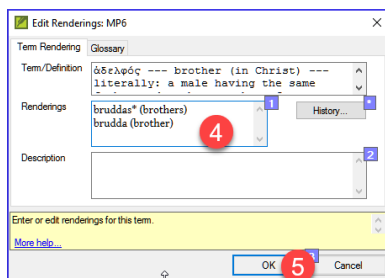 Edit Renderings: MP6
Term Rendering Glossary
Term/Definition
ἀδελφός --- brother (in Christ) ---
literally: a male having the same
Renderings
bruddas* (brothers)
brudda (brother)
1
*
History...
4
Description
2
Enter or edit renderings for this term.
More help...
OK
5
Cancel